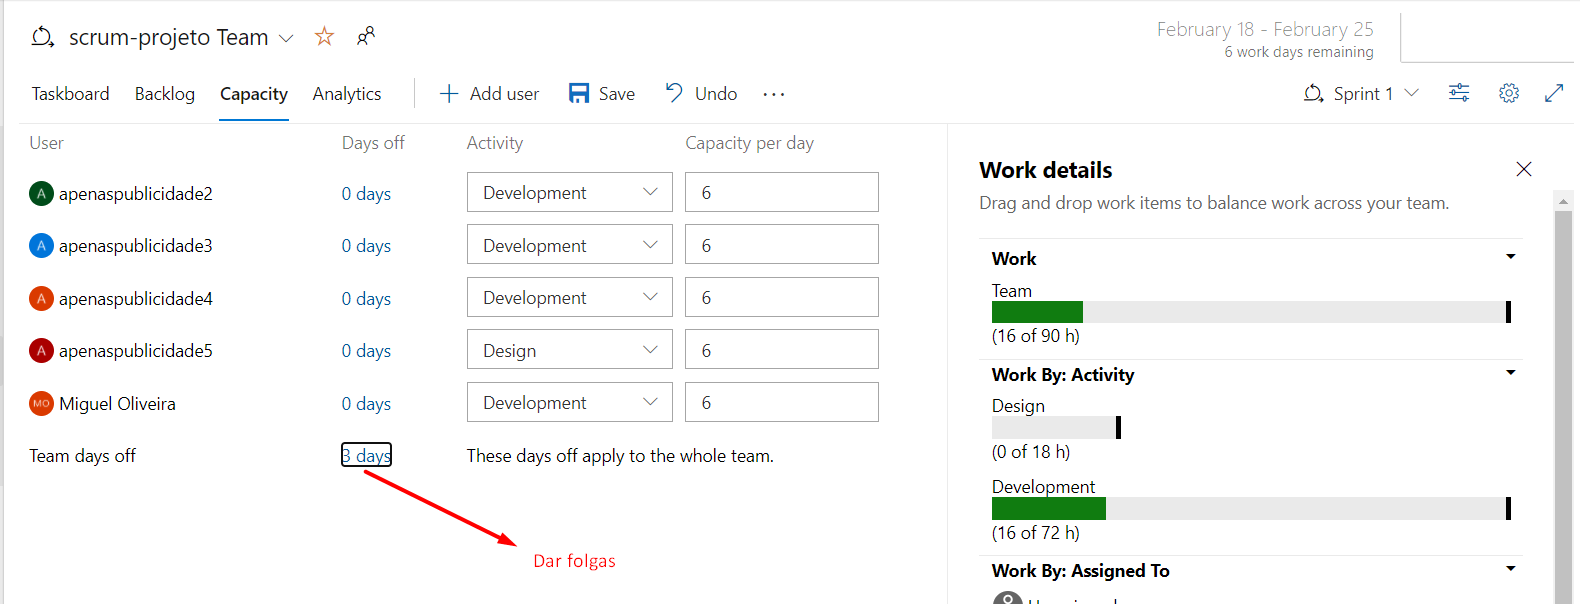 scrum-projeto Team
February 18 - February 25
6 work days remaining
Taskboard Backlog Capacity Analytics Add user Save Undo ... Sprint 1
User Days off Activity Capacity per day
A apenaspublicidade2 0 days Development 6
A apenaspublicidade3 0 days Development 6
A apenaspublicidade4 0 days Development 6
A apenaspublicidade5 0 days Design 6
MO Miguel Oliveira 0 days Development 6
Team days off 3 days These days off apply to the whole team.
Dar folgas
Work details
Drag and drop work items to balance work across your team.
Work
Team
(16 of 90 h)
Work By: Activity
Design
(0 of 18 h)
Development
(16 of 72 h)
Work By: Assigned To